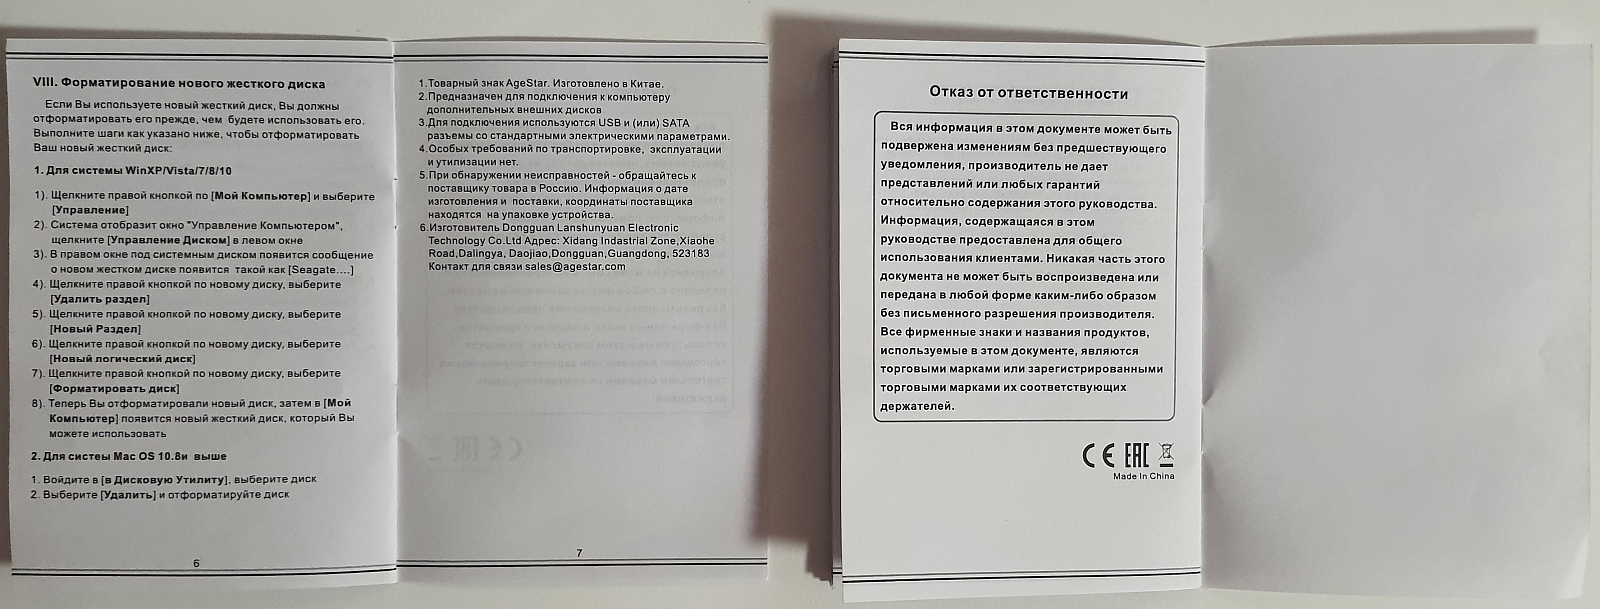 VIII. Форматирование нового жесткого диска
Если Вы используете новый жесткий диск, Вы должны
отформатировать его прежде, чем будете использовать его.
Выполните шаги как указано ниже, чтобы отформатировать
Ваш новый жесткий диск:
1. Для системы WinXP/Vista/7/8/10
1). Щелкните правой кнопкой по [Мой Компьютер] и выберите
[Управление]
2). Система отобразит окно "Управление Компьютером",
щелкните [Управление Диском] в левом окне
3). В правом окне под системным диском появится сообщение
о новом жестком диске появится такой как [Seagate....]
4). Щелкните правой кнопкой по новому диску, выберите
[Удалить раздел]
5). Щелкните правой кнопкой по новому диску, выберите
[Новый Раздел]
6). Щелкните правой кнопкой по новому диску, выберите
[Новый логический диск]
7). Щелкните правой кнопкой по новому диску, выберите
[Форматировать диск]
8). Теперь Вы отформатировали новый диск, затем в [Мой
Компьютер] появится новый жесткий диск, который Вы
можете использовать
2. Для систеы Mac OS 10.8и выше
1. Войдите в [в Дисковую Утилиту], выберите диск
2. Выберите [Удалить] и отформатируйте диск
6
1.Товарный знак AgeStar. Изготовлено в Китае.
2.Предназначен для подключения к компьютеру
дополнительных внешних дисков
3.Для подключения используются USB и (или) SATA
разъемы со стандартными электрическими параметрами.
4.Особых требований по транспортировке, эксплуатации
и утилизации нет.
5.При обнаружении неисправностей - обращайтесь к
поставщику товара в Россию. Информация о дате
изготовления и поставки, координаты поставщика
находятся на упаковке устройства.
6.Изготовитель Dongguan Lanshunyuan Electronic
Technology Co.Ltd Адрес: Xidang Indastrial Zone,Xiaohe
Road,Dalingya, Daojiao,Dongguan,Guangdong, 523183
Контакт для связи sales@agestar.com
7
Отказ от ответственности
Вся информация в этом документе может быть
подвержена изменениям без предшествующего
уведомления, производитель не дает
представлений или любых гарантий
относительно содержания этого руководства.
Информация, содержащаяся в этом
руководстве предоставлена для общего
использования клиентами. Никакая часть этого
документа не может быть воспроизведена или
передана в любой форме каким-либо образом
без письменного разрешения производителя.
Все фирменные знаки и названия продуктов,
используемые в этом документе, являются
торговыми марками или зарегистрированными
торговыми марками их соответствующих
держателей.
CE EAC
Made In China